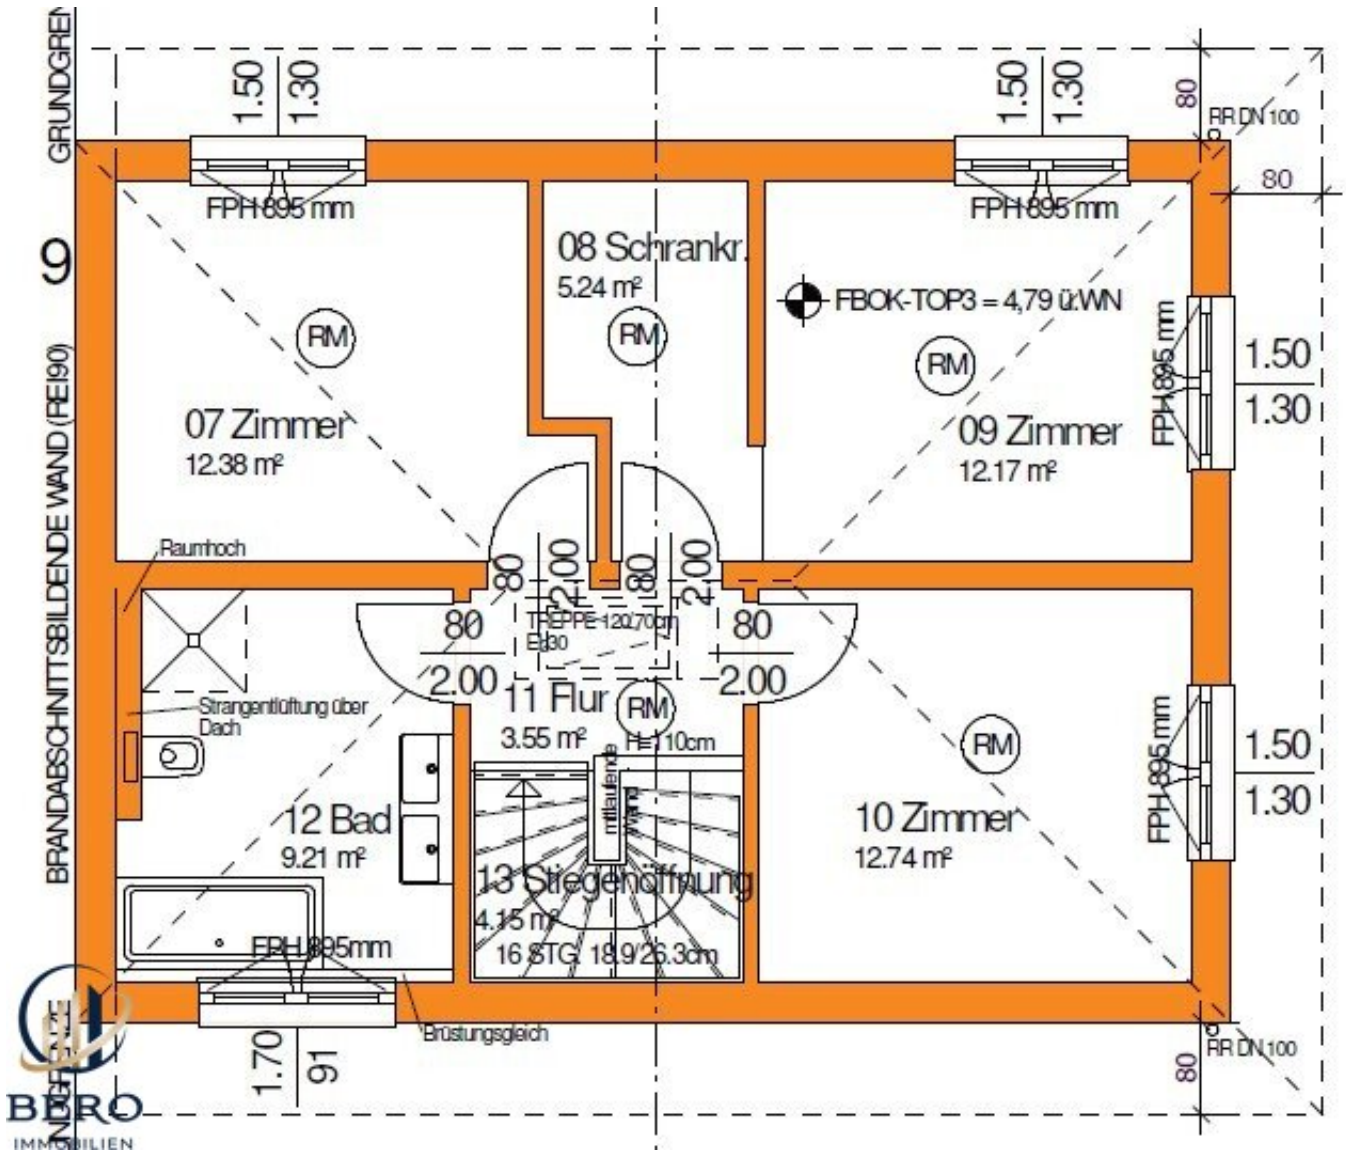 GRUNDGREN
1.50
1.30
1.50
1.30
80
RR DN 100
80
FPH 895 mm
FPH 895 mm
9
08 Schrankr.
5.24 m²
FBOK-TOP3 = 4,79 ü.WN
RM
RM
RM
FPH 895 mm
1.50
1.30
07 Zimmer
12.38 m²
09 Zimmer
12.17 m²
BRANDABSCHNITTSBILDENDE WAND (REI90)
Raumhoch
80
2.00
80
2.00
80
2.00
TREPPE 120/70cm
EI230
80
2.00
Strangentlüftung über
Dach
11 Flur
3.55 m²
RM
H=110cm
RM
FPH 895 mm
1.50
1.30
mitlaufende
Wand
12 Bad
9.21 m²
10 Zimmer
12.74 m²
13 Stiegenöffnung
4.15 m²
16 STG. 18.9/26.3cm
FPH 895mm
Brüstungsgleich
1.70
91
80
RR DN 100
NDGRENZE
BERO
IMMOBILIEN